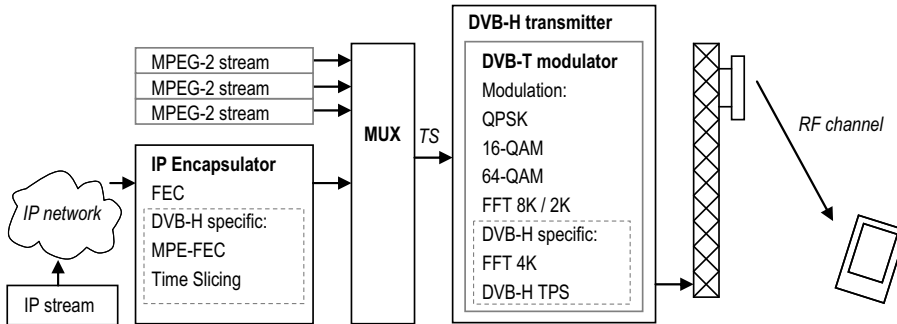 MPEG-2 stream
MPEG-2 stream
MPEG-2 stream
IP network
IP stream
IP Encapsulator
FEC
DVB-H specific:
MPE-FEC
Time Slicing
MUX
TS
DVB-H transmitter
DVB-T modulator
Modulation:
QPSK
16-QAM
64-QAM
FFT 8K / 2K
DVB-H specific:
FFT 4K
DVB-H TPS
RF channel